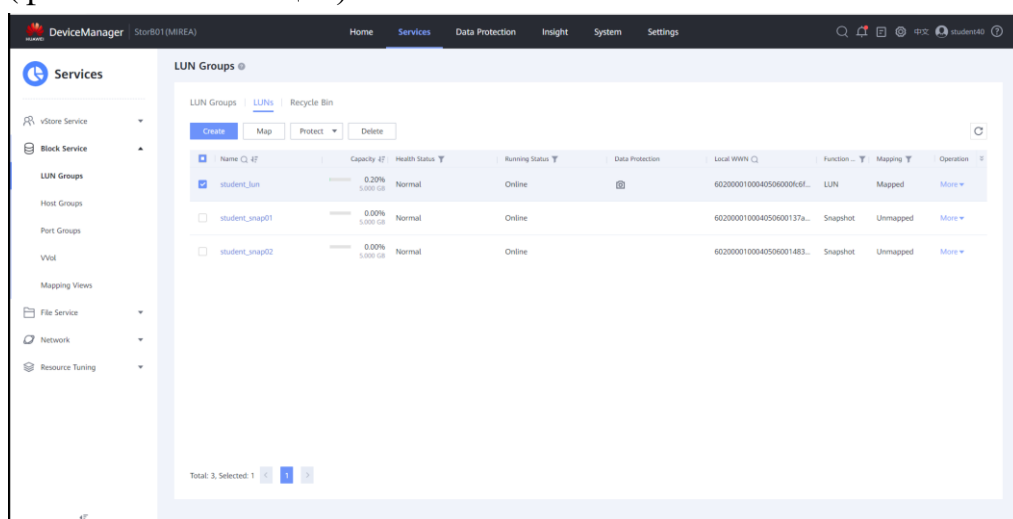 HUAWEI DeviceManager StorB01(MIREA) Home Services Data Protection Insight System Settings 中文 student40
Services
LUN Groups
LUN Groups LUNs Recycle Bin
vStore Service
Create Map Protect Delete
Block Service
Name Capacity Health Status Running Status Data Protection Local WWN Function ... Mapping Operation
LUN Groups
student_lun 0.20% 5.000 GB Normal Online 6020000100040506000fc6f... LUN Mapped More
Host Groups
student_snap01 0.00% 5.000 GB Normal Online 602000010004050600137a... Snapshot Unmapped More
Port Groups
VVol
student_snap02 0.00% 5.000 GB Normal Online 6020000100040506001483... Snapshot Unmapped More
Mapping Views
File Service
Network
Resource Tuning
Total: 3, Selected: 1 < 1 >